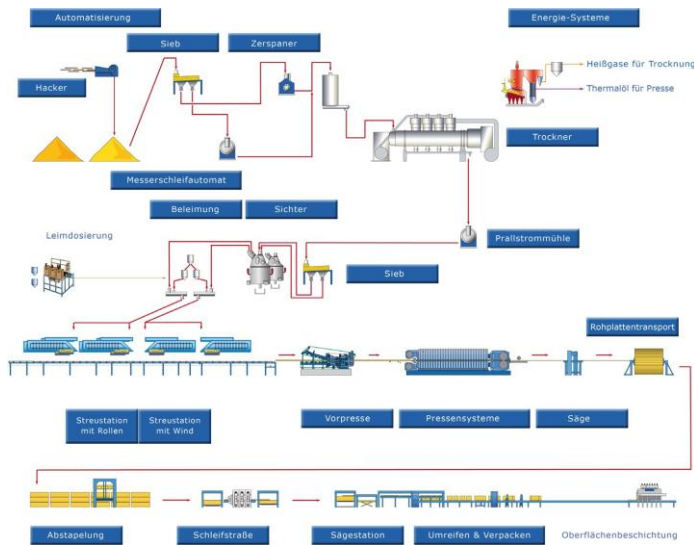 Automatisierung
Energie-Systeme
Sieb
Zerspaner
Heißgase für Trocknung
Hacker
Thermalöl für Presse
Trockner
Messerschleifautomat
Beleimung
Sichter
Leimdosierung
Prallstrommühle
Sieb
Rohplattentransport
Streustation
mit Rollen
Streustation
mit Wind
Vorpresse
Pressensysteme
Säge
Abstapelung
Schleifstraße
Sägestation
Umreifen & Verpacken
Oberflächenbeschichtung